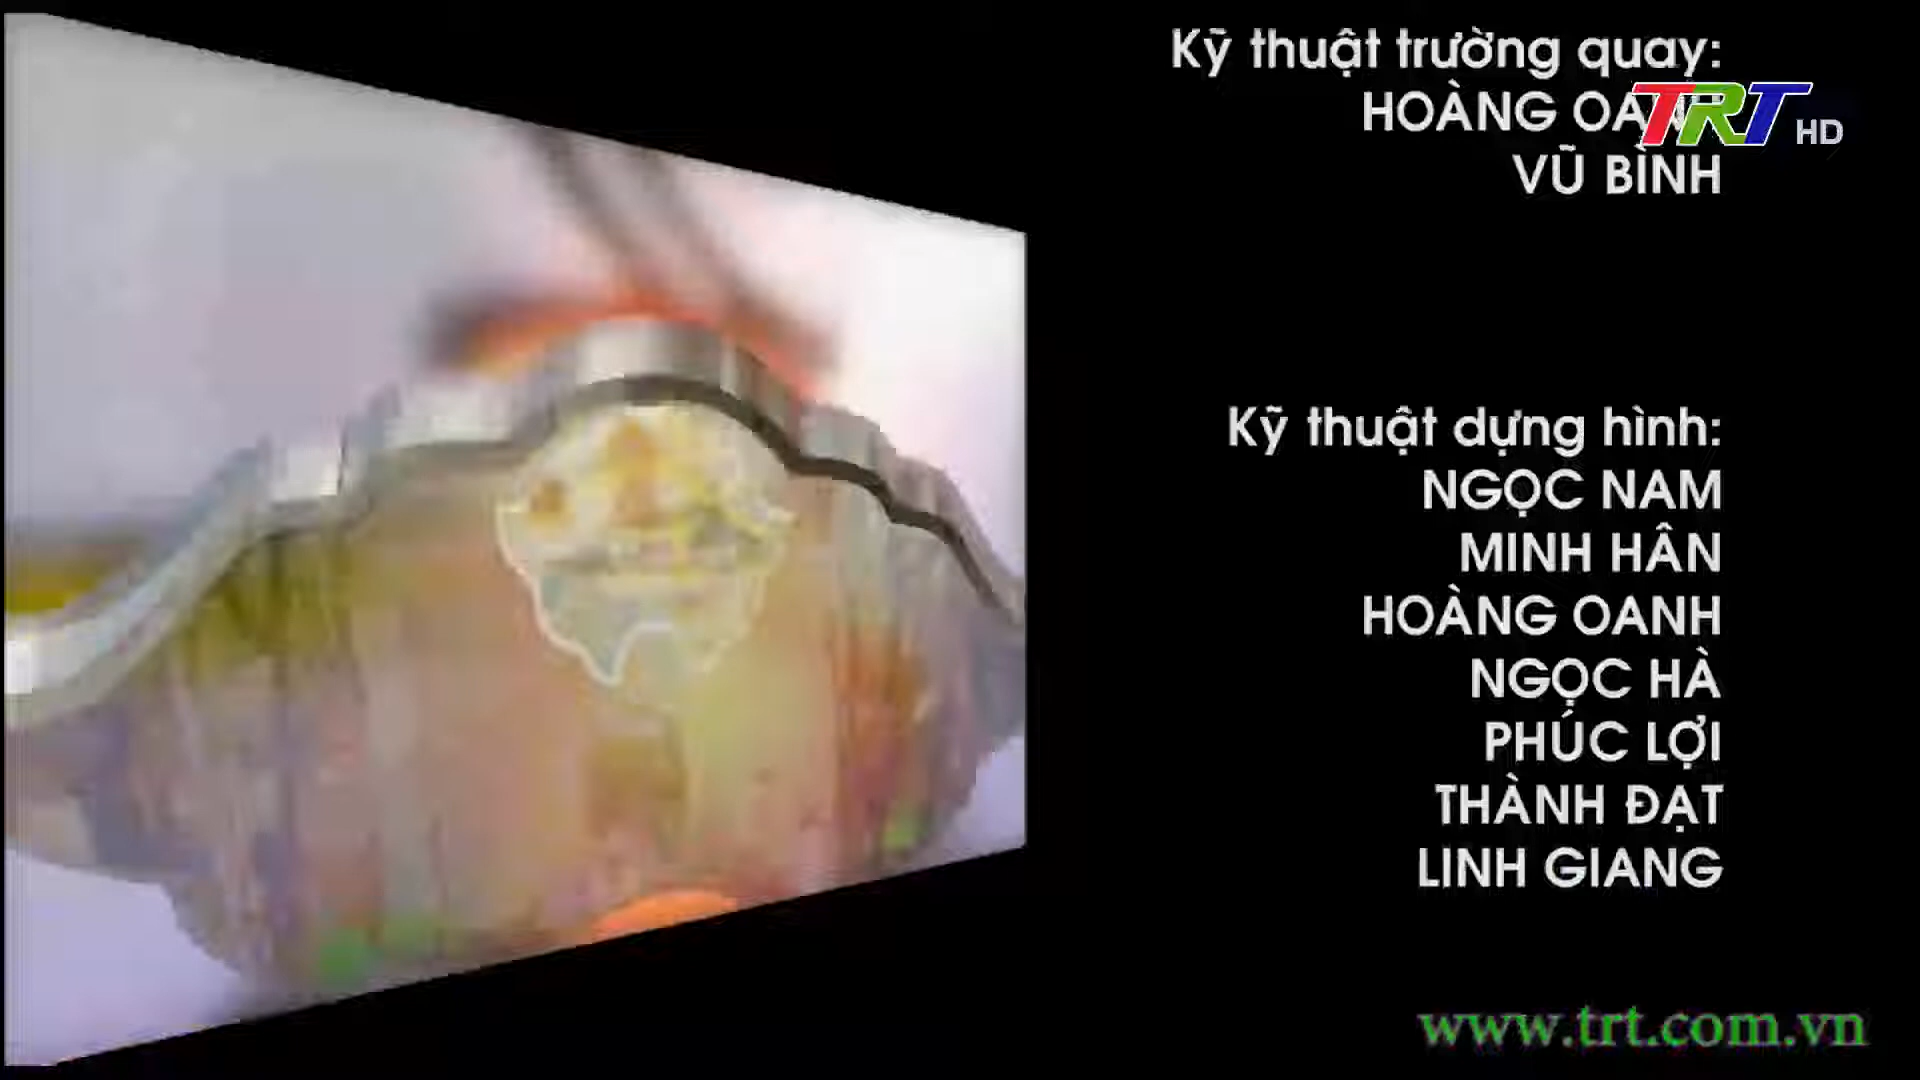 Kỹ thuật trường quay:
HOÀNG
TRT HD
VŨ BÌNH
Kỹ thuật dựng hình:
NGỌC NAM
MINH HÂN
HOÀNG OANH
NGỌC HÀ
PHÚC LỢI
THÀNH ĐẠT
LINH GIANG
www.trt.com.vn